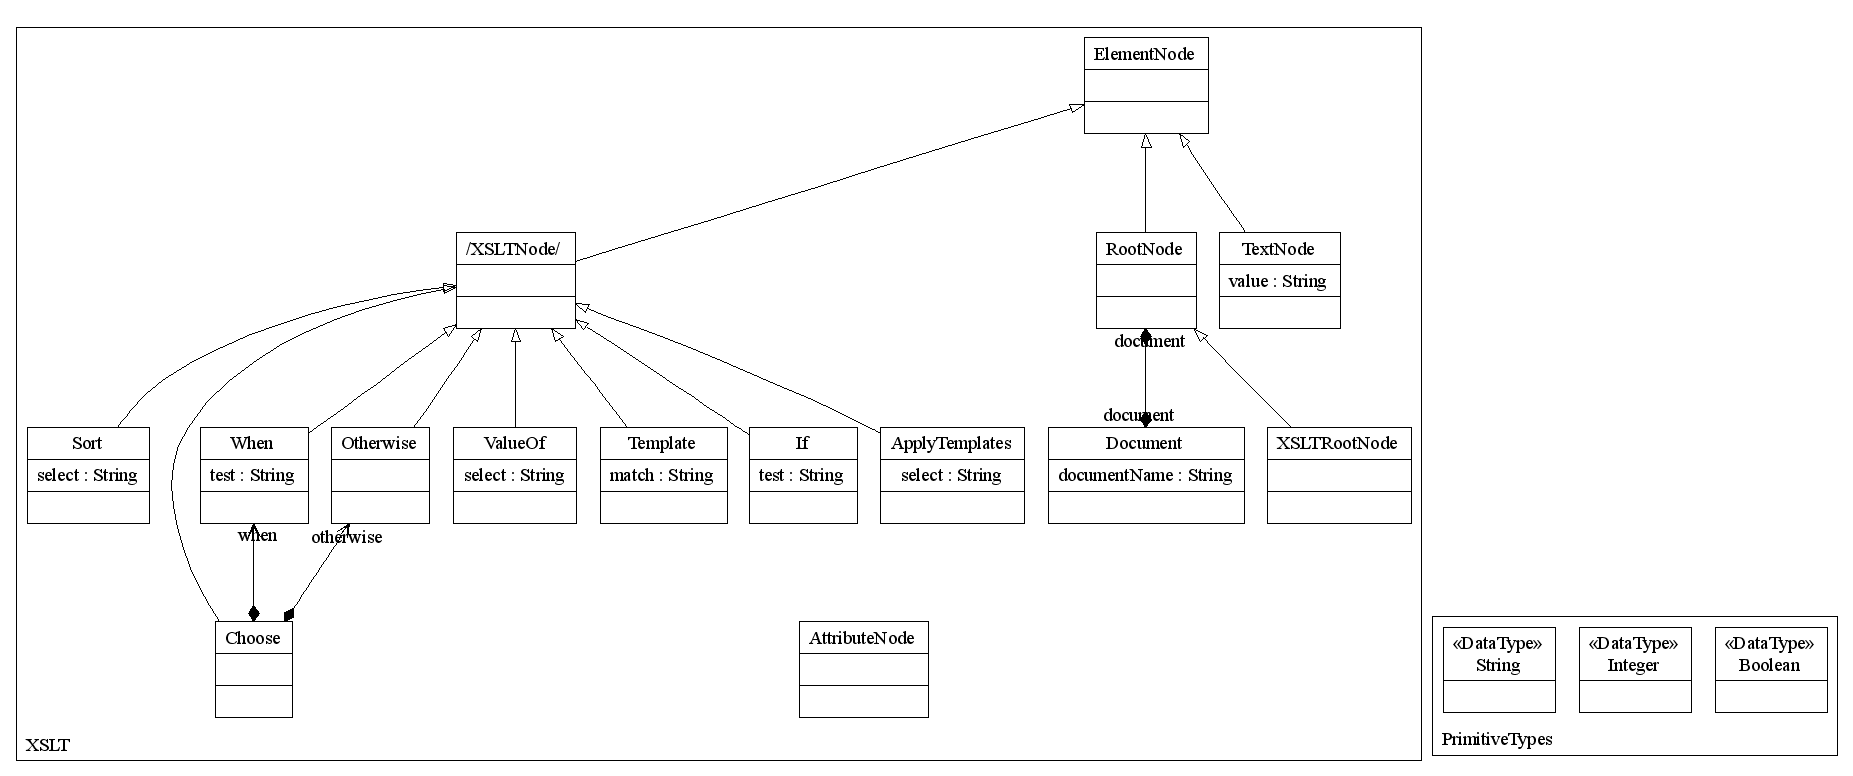 ElementNode
/XSLTNode/
RootNode
TextNode
value : String
document
document
Sort
select : String
When
test : String
Otherwise
ValueOf
select : String
Template
match : String
If
test : String
ApplyTemplates
select : String
Document
documentName : String
XSLTRootNode
when
otherwise
Choose
AttributeNode
XSLT
«DataType»
String
«DataType»
Integer
«DataType»
Boolean
PrimitiveTypes